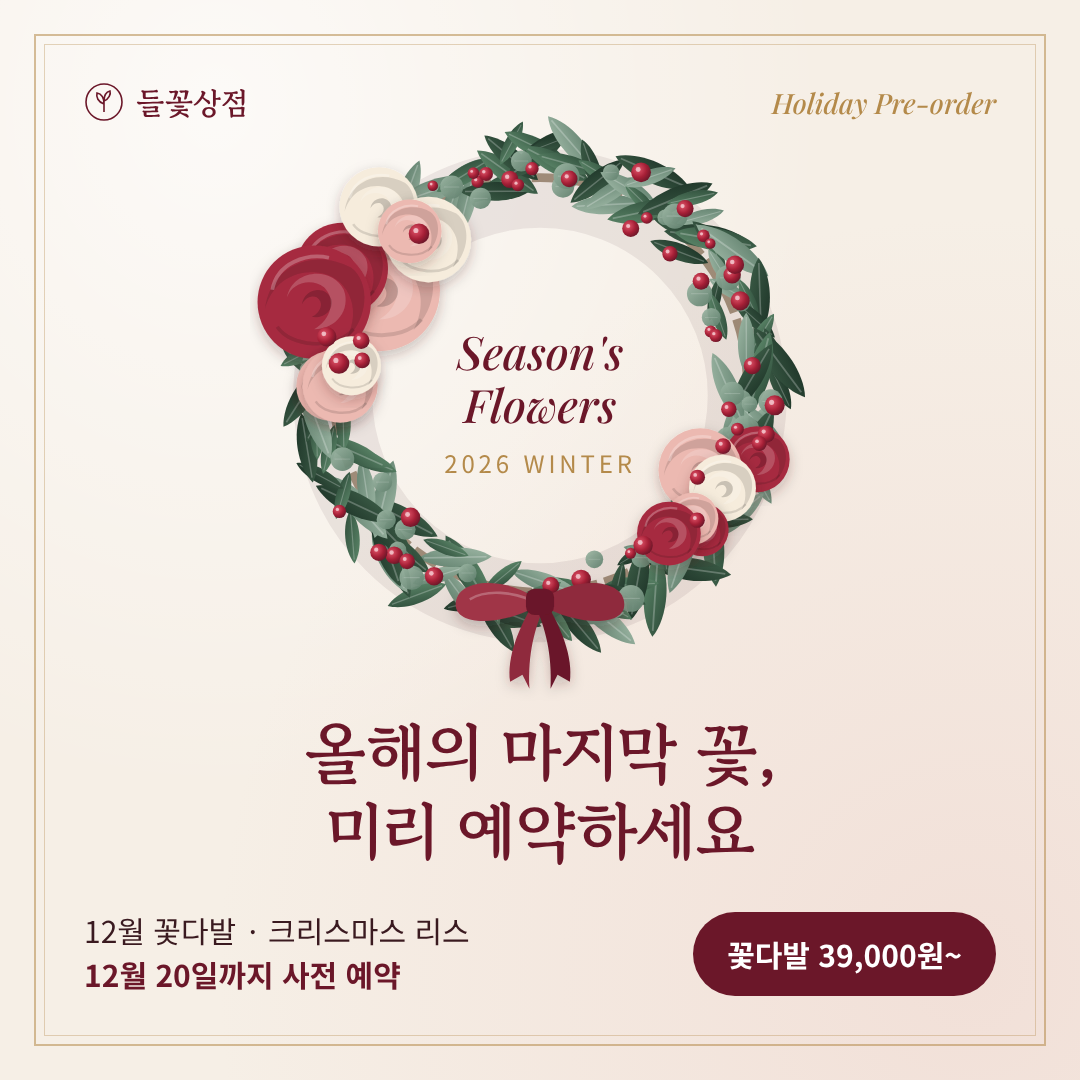 들꽃상점
Holiday Pre-order
Season's
Flowers
2026 WINTER
올해의 마지막 꽃,
미리 예약하세요
12월 꽃다발 · 크리스마스 리스
12월 20일까지 사전 예약
꽃다발 39,000원~